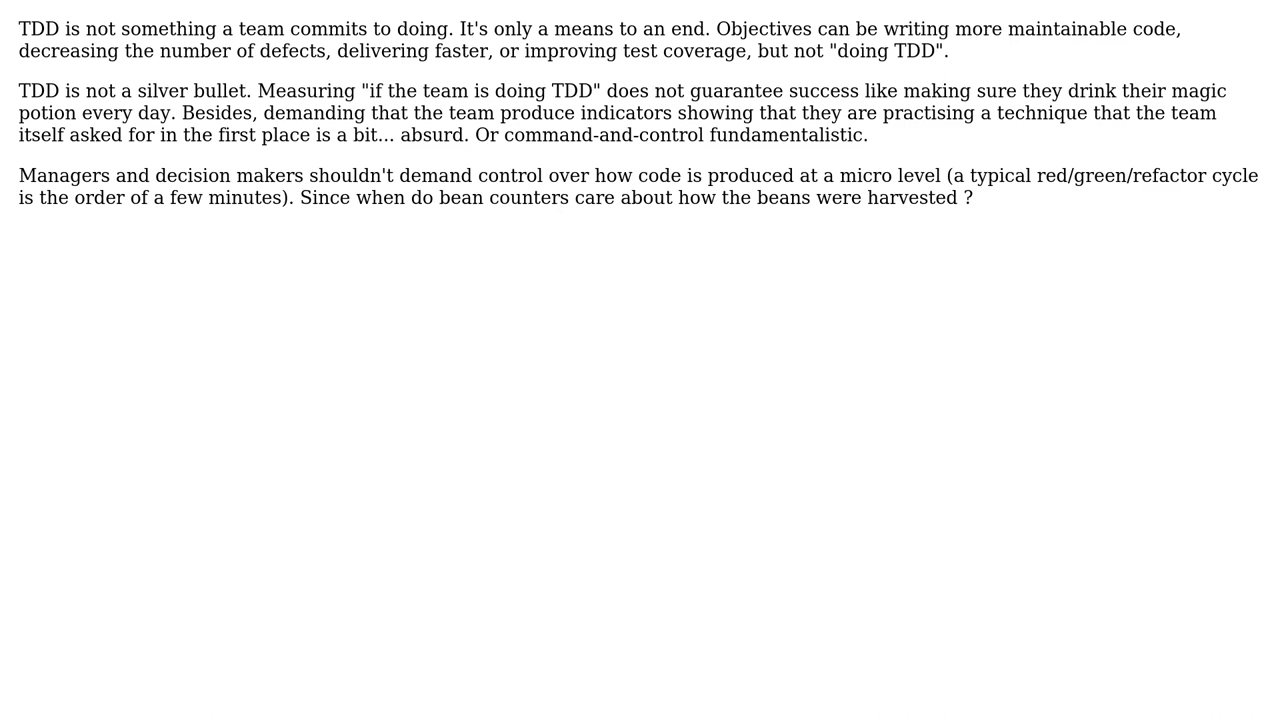 TDD is not something a team commits to doing. It's only a means to an end. Objectives can be writing more maintainable code,
decreasing the number of defects, delivering faster, or improving test coverage, but not "doing TDD".
TDD is not a silver bullet. Measuring "if the team is doing TDD" does not guarantee success like making sure they drink their magic
potion every day. Besides, demanding that the team produce indicators showing that they are practising a technique that the team
itself asked for in the first place is a bit... absurd. Or command-and-control fundamentalistic.
Managers and decision makers shouldn't demand control over how code is produced at a micro level (a typical red/green/refactor cycle
is the order of a few minutes). Since when do bean counters care about how the beans were harvested ?